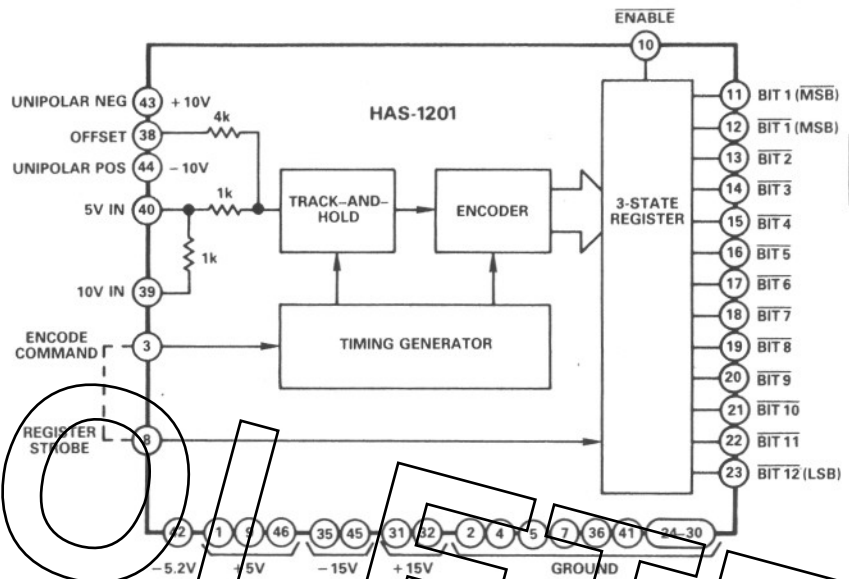 ENABLE
10
HAS-1201
UNIPOLAR NEG 43 +10V
OFFSET 38 4k
UNIPOLAR POS 44 −10V
5V IN 40 1k
1k
10V IN 39
TRACK-AND-
HOLD
ENCODER
3-STATE
REGISTER
TIMING GENERATOR
ENCODE
COMMAND 3
REGISTER
STROBE 8
11 BIT 1 (MSB)
12 BIT 1 (MSB)
13 BIT 2
14 BIT 3
15 BIT 4
16 BIT 5
17 BIT 6
18 BIT 7
19 BIT 8
20 BIT 9
21 BIT 10
22 BIT 11
23 BIT 12 (LSB)
42 1 9 46 35 45 31 32 2 4 5 7 36 41 24-30
−5.2V +5V −15V +15V GROUND